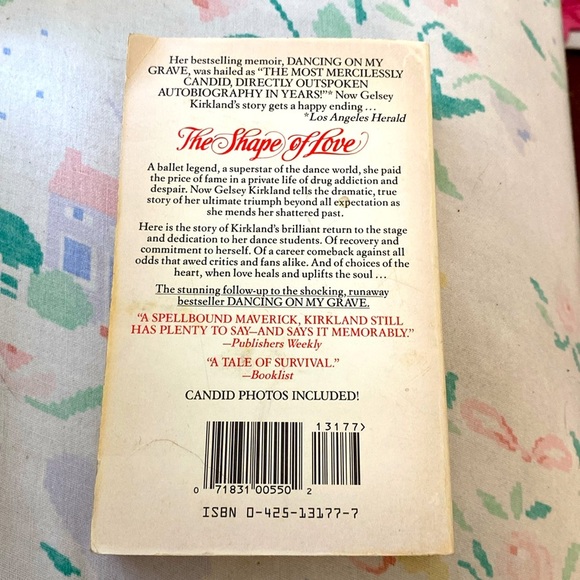 Her bestselling memoir, DANCING ON MY
GRAVE, was hailed as "THE MOST MERCILESSLY
CANDID, DIRECTLY OUTSPOKEN
AUTOBIOGRAPHY IN YEARS!"* Now Gelsey
Kirkland's story gets a happy ending ...
*Los Angeles Herald
The Shape of Love
A ballet legend, a superstar of the dance world, she paid
the price of fame in a private life of drug addiction and
despair. Now Gelsey Kirkland tells the dramatic, true
story of her ultimate triumph beyond all expectation as
she mends her shattered past.
Here is the story of Kirkland's brilliant return to the stage
and dedication to her dance students. Of recovery and
commitment to herself. Of a career comeback against all
odds that awed critics and fans alike. And of choices of the
heart, when love heals and uplifts the soul ...
The stunning follow-up to the shocking, runaway
bestseller DANCING ON MY GRAVE.
"A SPELLBOUND MAVERICK, KIRKLAND STILL
HAS PLENTY TO SAY—AND SAYS IT MEMORABLY."
—Publishers Weekly
"A TALE OF SURVIVAL."
—Booklist
CANDID PHOTOS INCLUDED!
13177>
0 71831 00550 2
ISBN 0-425-13177-7